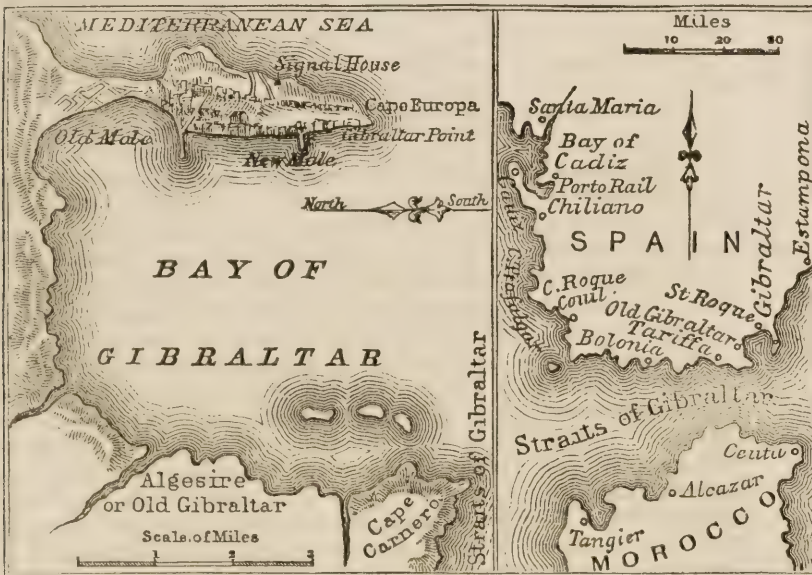 MEDITERRANEAN SEA
Signal House
Cape Europa
Gibraltar Point
Old Mole
New Mole
North
South
BAY OF
GIBRALTAR
Straits of Gibraltar
Algesire
or Old Gibraltar
Cape
Carnero
Scale of Miles
1 2 3
Miles
10 20 30
Santa Maria
Bay of
Cadiz
Porto Rail
Chiliano
SPAIN
Gibraltar
Estampona
C. Roque
Conil
St Roque
Old Gibraltar
Tariffa
Bolonia
C. Trafalgar
Straits of Gibraltar
Ceuta
Alcazar
Tangier
MOROCCO